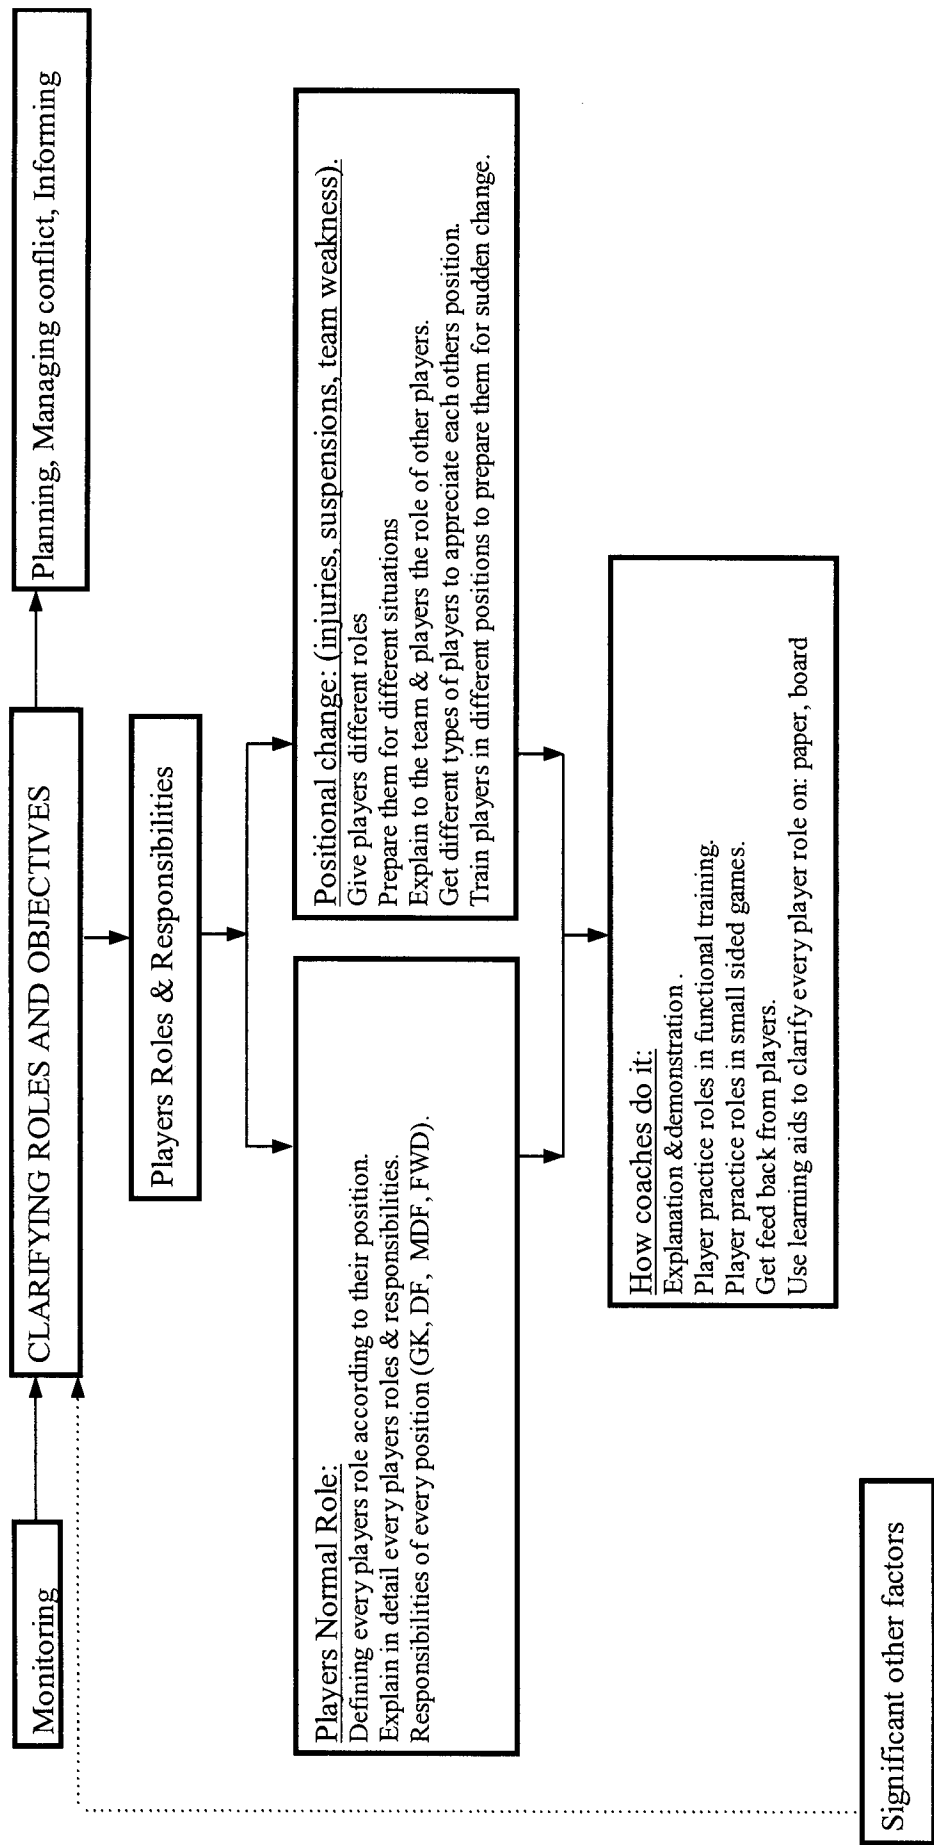 Monitoring
CLARIFYING ROLES AND OBJECTIVES
Planning, Managing conflict, Informing
Players Roles & Responsibilities
Players Normal Role:
Defining every players role according to their position.
Explain in detail every players roles & responsibilities.
Responsibilities of every position (GK, DF, MDF, FWD).
Positional change: (injuries, suspensions, team weakness).
Give players different roles
Prepare them for different situations
Explain to the team & players the role of other players.
Get different types of players to appreciate each others position.
Train players in different positions to prepare them for sudden change.
How coaches do it:
Explanation &demonstration .
Player practice roles in functional training.
Player practice roles in small sided games.
Get feed back from players.
Use learning aids to clarify every player role on: paper, board
Significant other factors